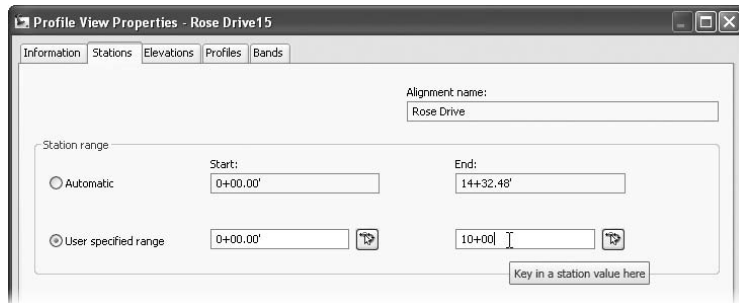 Profile View Properties - Rose Drive15
Information Stations Elevations Profiles Bands
Alignment name:
Rose Drive
Station range
Start: End:
Automatic 0+00.00' 14+32.48'
User specified range 0+00.00' 10+00
Key in a station value here